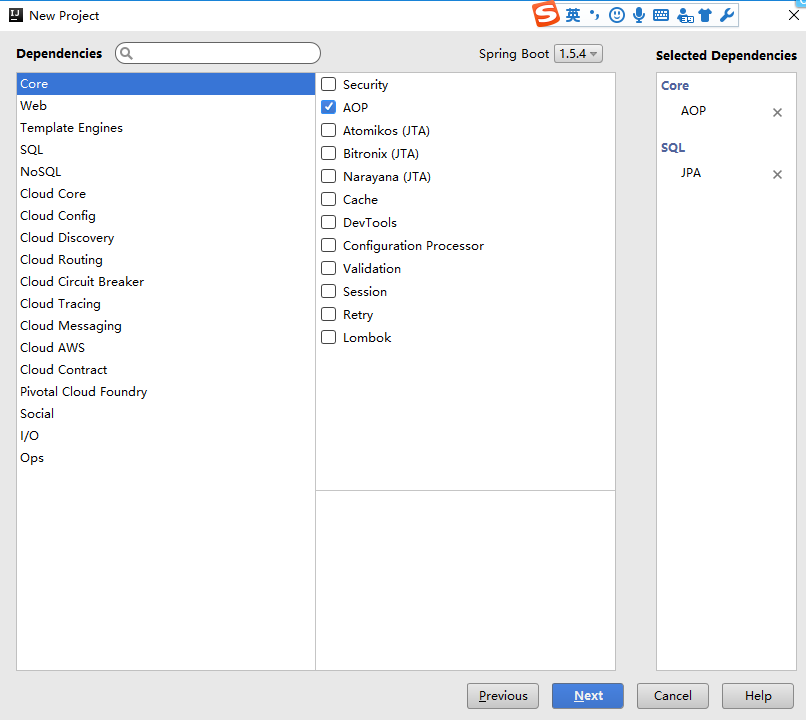 New Project
英
Dependencies
Spring Boot 1.5.4
Selected Dependencies
Core
Web
Template Engines
SQL
NoSQL
Cloud Core
Cloud Config
Cloud Discovery
Cloud Routing
Cloud Circuit Breaker
Cloud Tracing
Cloud Messaging
Cloud AWS
Cloud Contract
Pivotal Cloud Foundry
Social
I/O
Ops
Security
AOP
Atomikos (JTA)
Bitronix (JTA)
Narayana (JTA)
Cache
DevTools
Configuration Processor
Validation
Session
Retry
Lombok
Core
AOP
SQL
JPA
Previous
Next
Cancel
Help